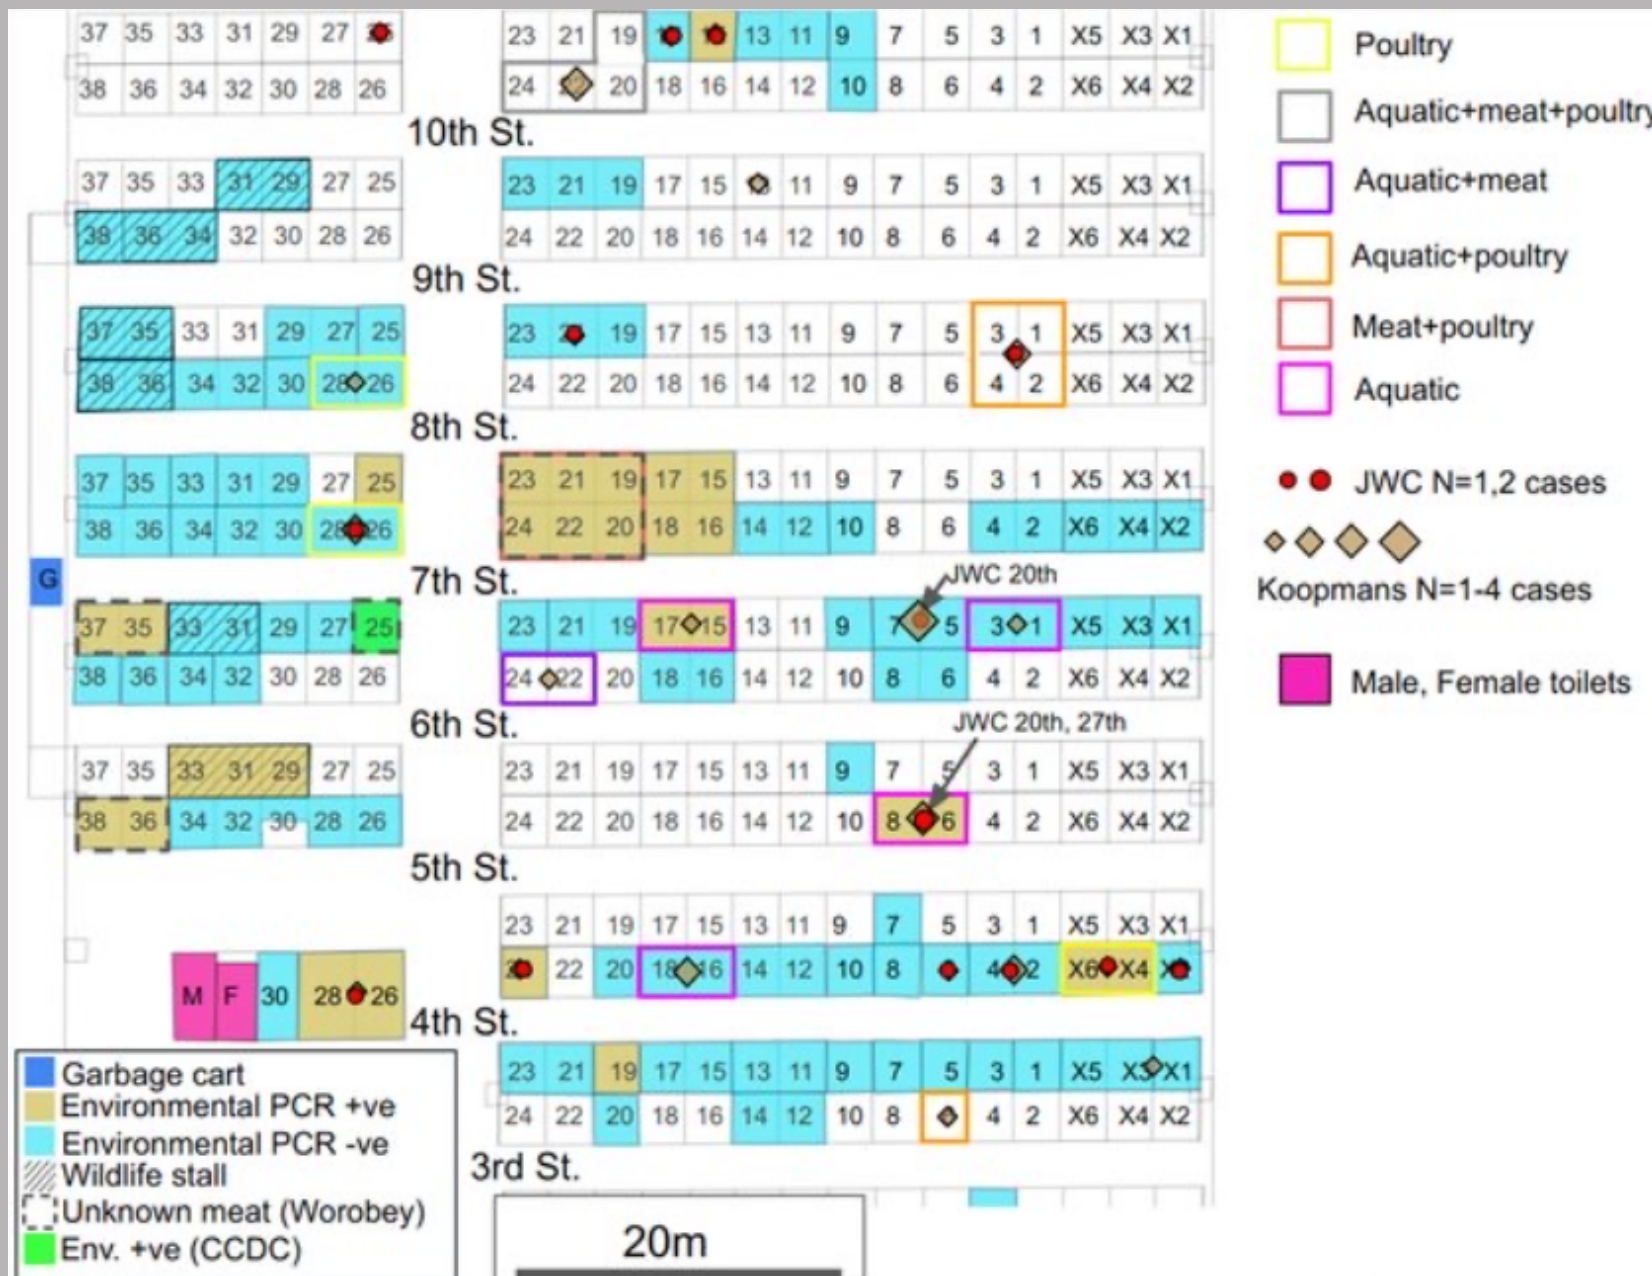 37 35 33 31 29 27
23 21 19 13 11 9 7 5 3 1 X5 X3 X1
38 36 34 32 30 28 26
24 20 18 16 14 12 10 8 6 4 2 X6 X4 X2
10th St.
37 35 33 31 29 27 25
23 21 19 17 15 11 9 7 5 3 1 X5 X3 X1
38 36 34 32 30 28 26
24 22 20 18 16 14 12 10 8 6 4 2 X6 X4 X2
9th St.
37 35 33 31 29 27 25
23 19 17 15 13 11 9 7 5 3 1 X5 X3 X1
38 36 34 32 30 28 26
24 22 20 18 16 14 12 10 8 6 4 2 X6 X4 X2
8th St.
37 35 33 31 29 27 25
23 21 19 17 15 13 11 9 7 5 3 1 X5 X3 X1
38 36 34 32 30 28 26
24 22 20 18 16 14 12 10 8 6 4 2 X6 X4 X2
G
7th St.
JWC 20th
37 35 33 31 29 27 25
23 21 19 17 15 13 11 9 7 5 3 1 X5 X3 X1
38 36 34 32 30 28 26
24 22 20 18 16 14 12 10 8 6 4 2 X6 X4 X2
6th St.
JWC 20th, 27th
37 35 33 31 29 27 25
23 21 19 17 15 13 11 9 7 5 3 1 X5 X3 X1
38 36 34 32 30 28 26
24 22 20 18 16 14 12 10 8 6 4 2 X6 X4 X2
5th St.
23 21 19 17 15 13 11 9 7 5 3 1 X5 X3 X1
22 20 18 16 14 12 10 8 4 2 X6 X4
M F 30 28 26
4th St.
23 21 19 17 15 13 11 9 7 5 3 1 X5 X3 X1
24 22 20 18 16 14 12 10 8 4 2 X6 X4 X2
3rd St.
20m
Garbage cart
Environmental PCR +ve
Environmental PCR -ve
Wildlife stall
Unknown meat (Worobey)
Env. +ve (CCDC)
Poultry
Aquatic+meat+poultry
Aquatic+meat
Aquatic+poultry
Meat+poultry
Aquatic
JWC N=1,2 cases
Koopmans N=1-4 cases
Male, Female toilets